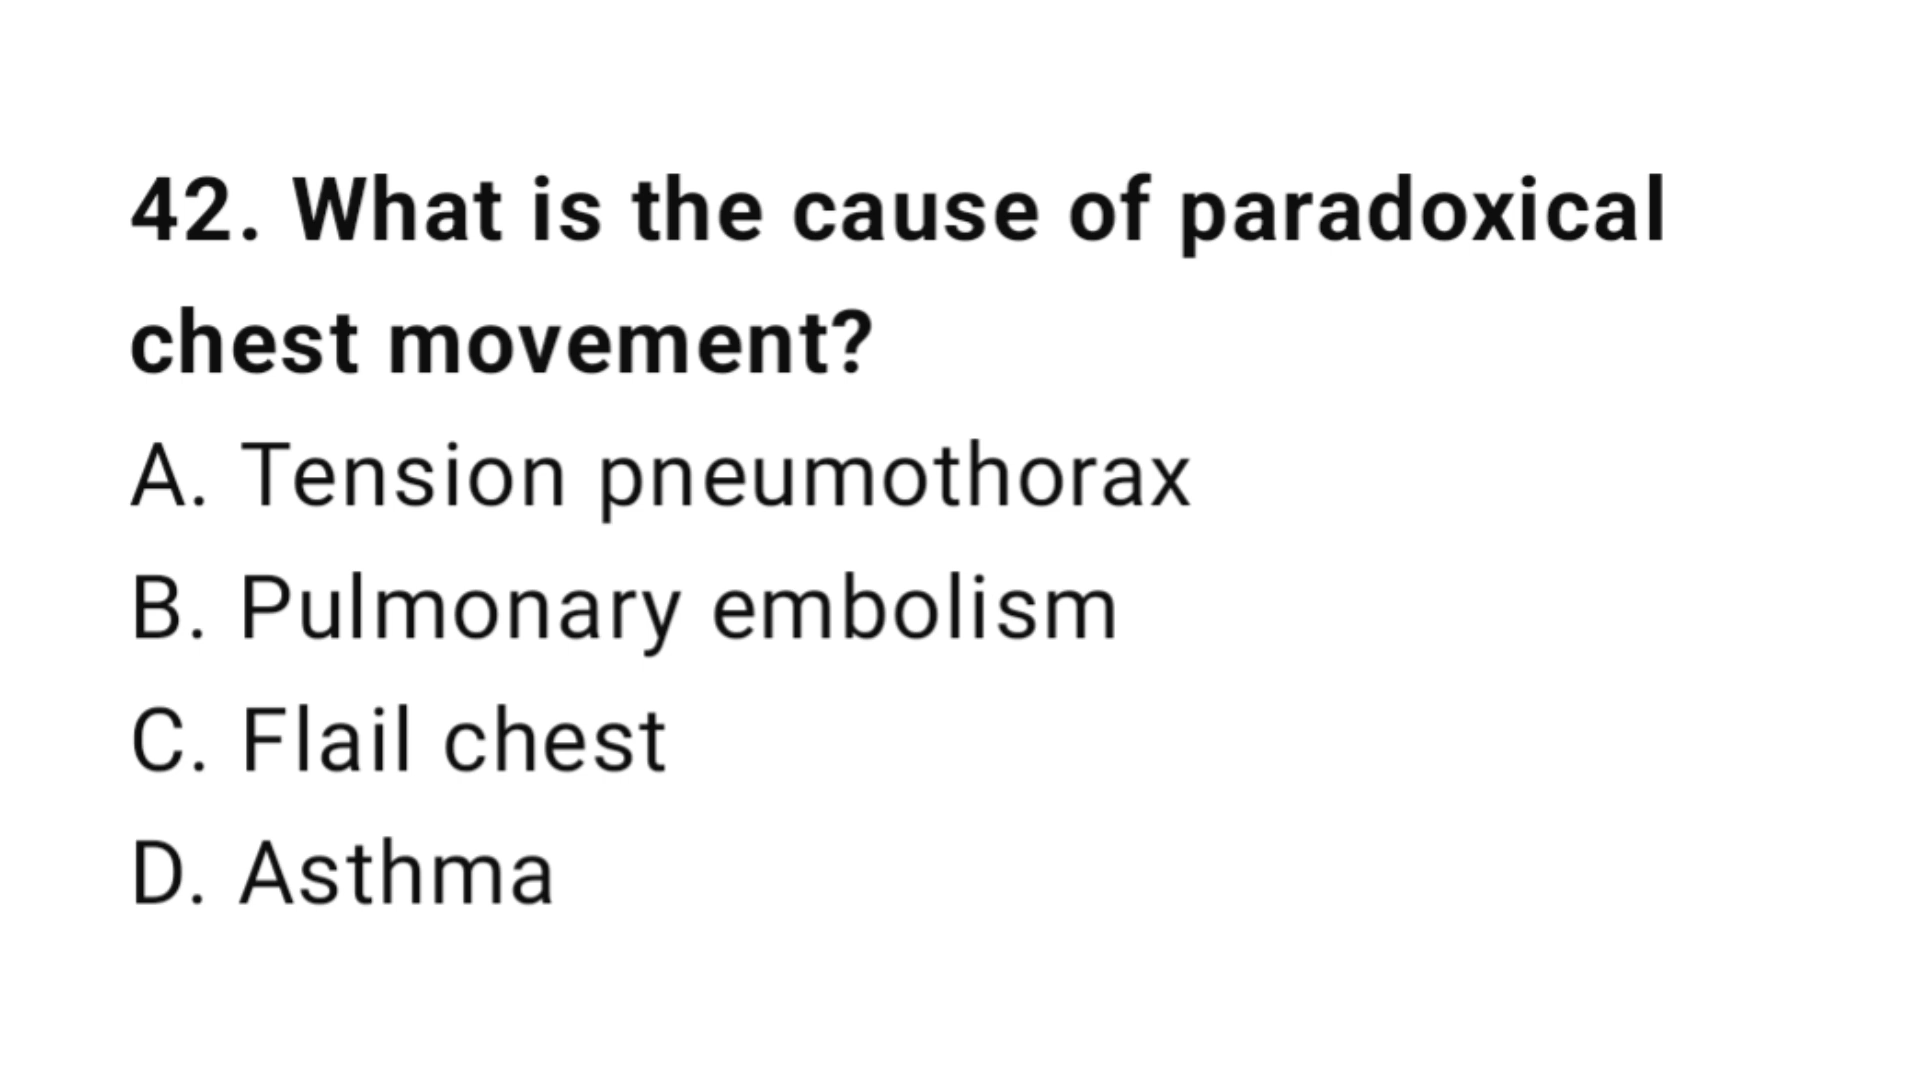 42. What is the cause of paradoxical
chest movement?
A. Tension pneumothorax
B. Pulmonary embolism
C. Flail chest
D. Asthma